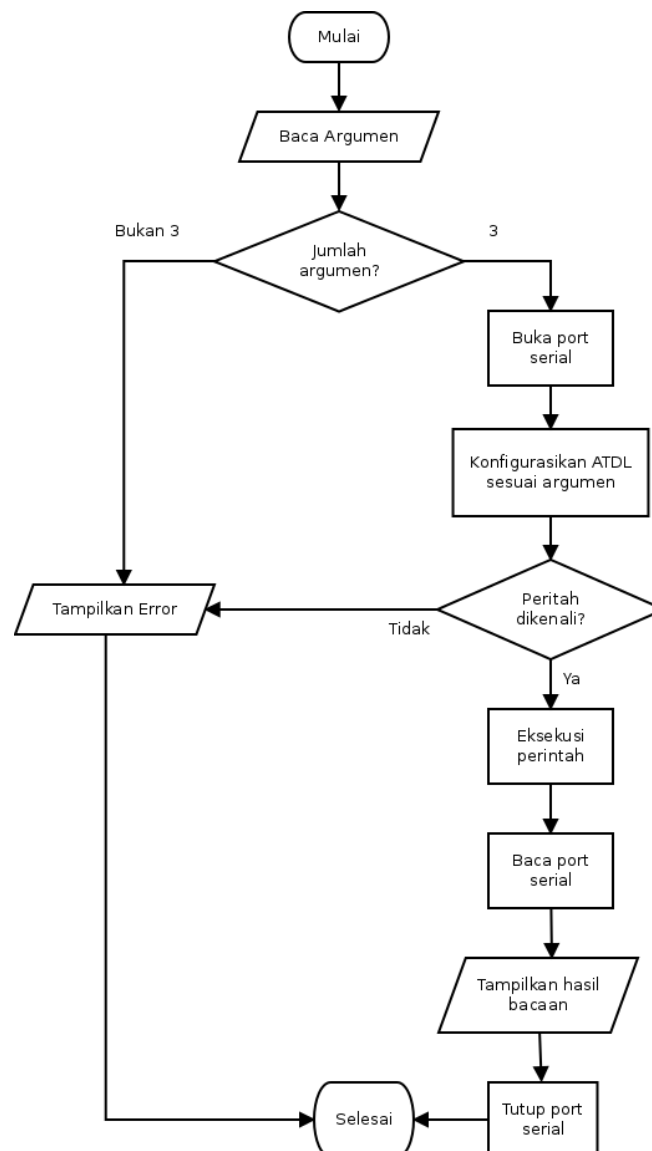 Mulai
Baca Argumen
Bukan 3
3
Jumlah
argumen?
Buka port
serial
Konfigurasikan ATDL
sesuai argumen
Tampilkan Error
Peritah
dikenali?
Tidak
Ya
Eksekusi
perintah
Baca port
serial
Tampilkan hasil
bacaan
Selesai
Tutup port
serial